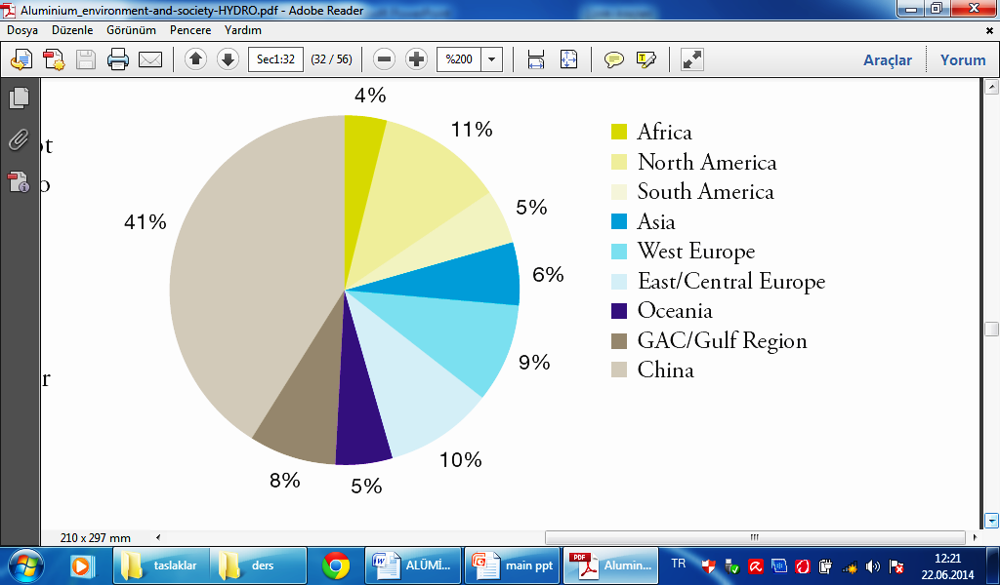 Aluminium_environment-and-society-HYDRO.pdf - Adobe Reader
Dosya Düzenle Görünüm Pencere Yardım
Sec1:32 (32 / 56) %200 Araçlar Yorum
4%
11%
5%
6%
9%
10%
5%
8%
41%
Africa
North America
South America
Asia
West Europe
East/Central Europe
Oceania
GAC/Gulf Region
China
210 x 297 mm
taslaklar ders ALÜMİ... main ppt Alumin... TR 12:21
22.06.2014